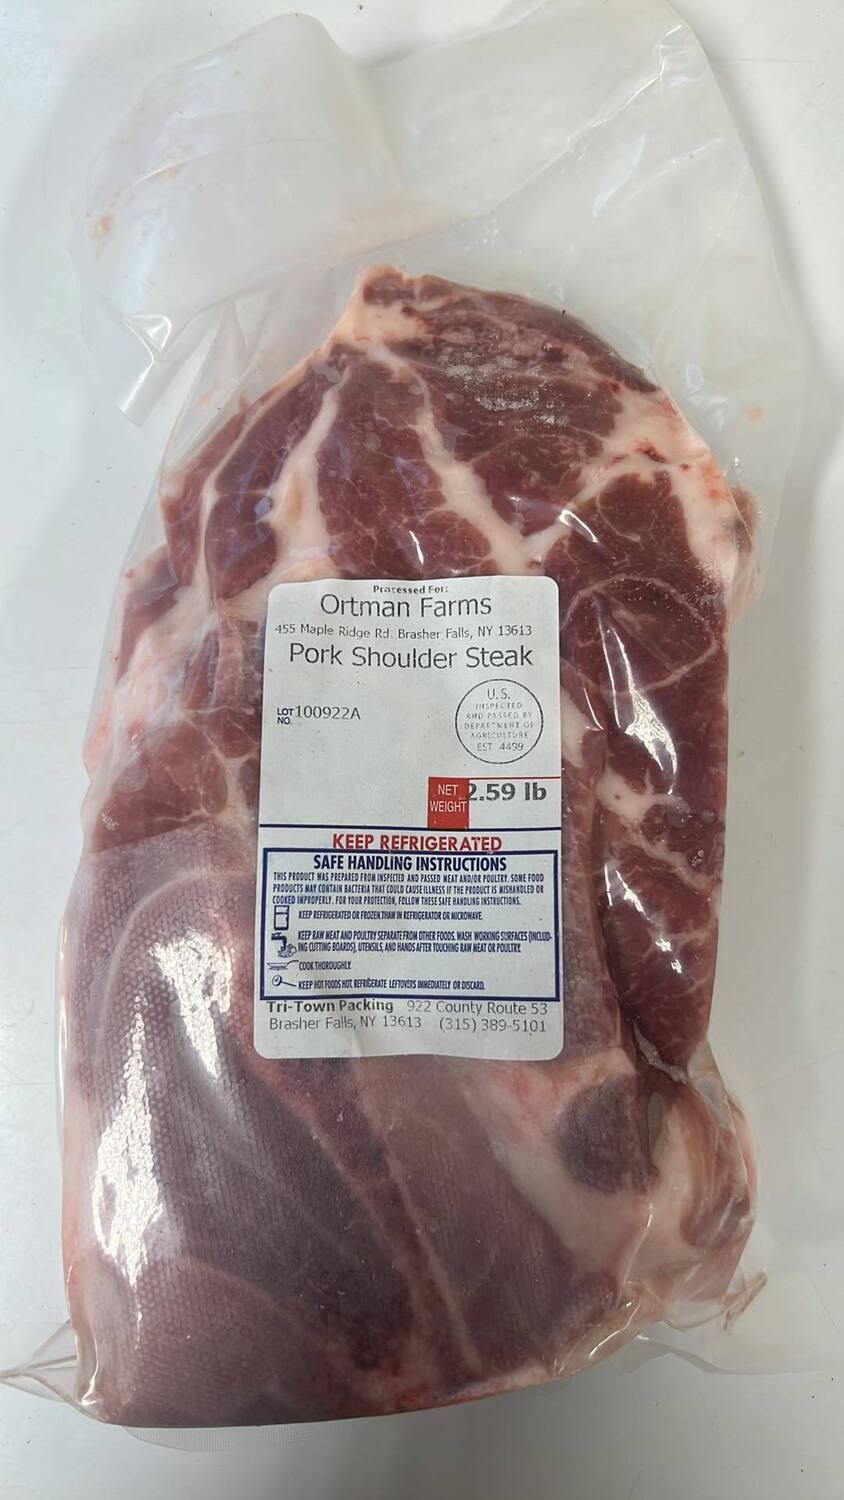 Processed For:
Ortman Farms
455 Maple Ridge Rd. Brasher Falls, NY 13613
Pork Shoulder Steak
LOT NO. 100922A
U.S.
INSPECTED
AND PASSED BY
DEPARTMENT OF
AGRICULTURE
EST 4499
NET WEIGHT 2.59 lb
KEEP REFRIGERATED
SAFE HANDLING INSTRUCTIONS
THIS PRODUCT WAS PREPARED FROM INSPECTED AND PASSED MEAT AND/OR POULTRY. SOME FOOD
PRODUCTS MAY CONTAIN BACTERIA THAT COULD CAUSE ILLNESS IF THE PRODUCT IS MISHANDLED OR
COOKED IMPROPERLY. FOR YOUR PROTECTION, FOLLOW THESE SAFE HANDLING INSTRUCTIONS.
KEEP REFRIGERATED OR FROZEN. THAW IN REFRIGERATOR OR MICROWAVE.
KEEP RAW MEAT AND POULTRY SEPARATE FROM OTHER FOODS. WASH WORKING SURFACES (INCLUD-
ING CUTTING BOARDS), UTENSILS, AND HANDS AFTER TOUCHING RAW MEAT OR POULTRY.
COOK THOROUGHLY.
KEEP HOT FOODS HOT. REFRIGERATE LEFTOVERS IMMEDIATELY OR DISCARD.
Tri-Town Packing 922 County Route 53
Brasher Falls, NY 13613 (315) 389-5101